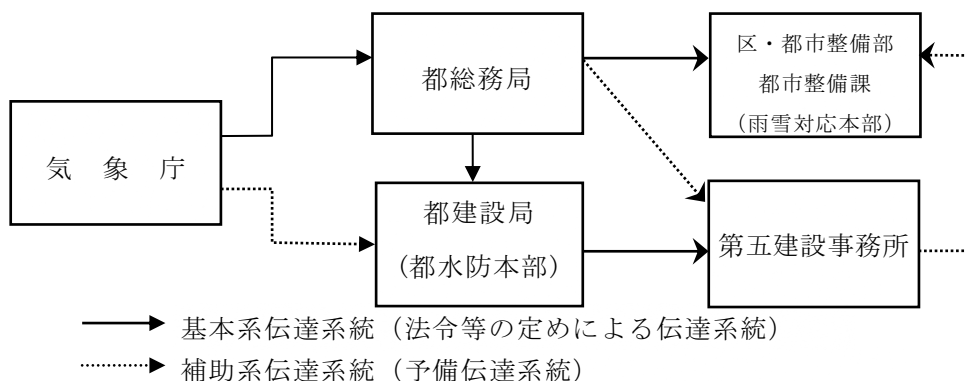 気 象 庁
都総務局
都建設局
(都水防本部)
区・都市整備部
都市整備課
(雨雪対応本部)
第五建設事務所
基本系伝達系統(法令等の定めによる伝達系統)
補助系伝達系統(予備伝達系統)